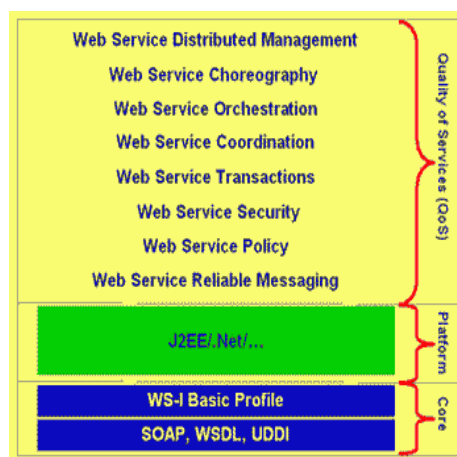 Web Service Distributed Management
Web Service Choreography
Web Service Orchestration
Web Service Coordination
Web Service Transactions
Web Service Security
Web Service Policy
Web Service Reliable Messaging
Quality of Services (QoS)
J2EE/.Net/...
Platform
WS-I Basic Profile
SOAP, WSDL, UDDI
Core